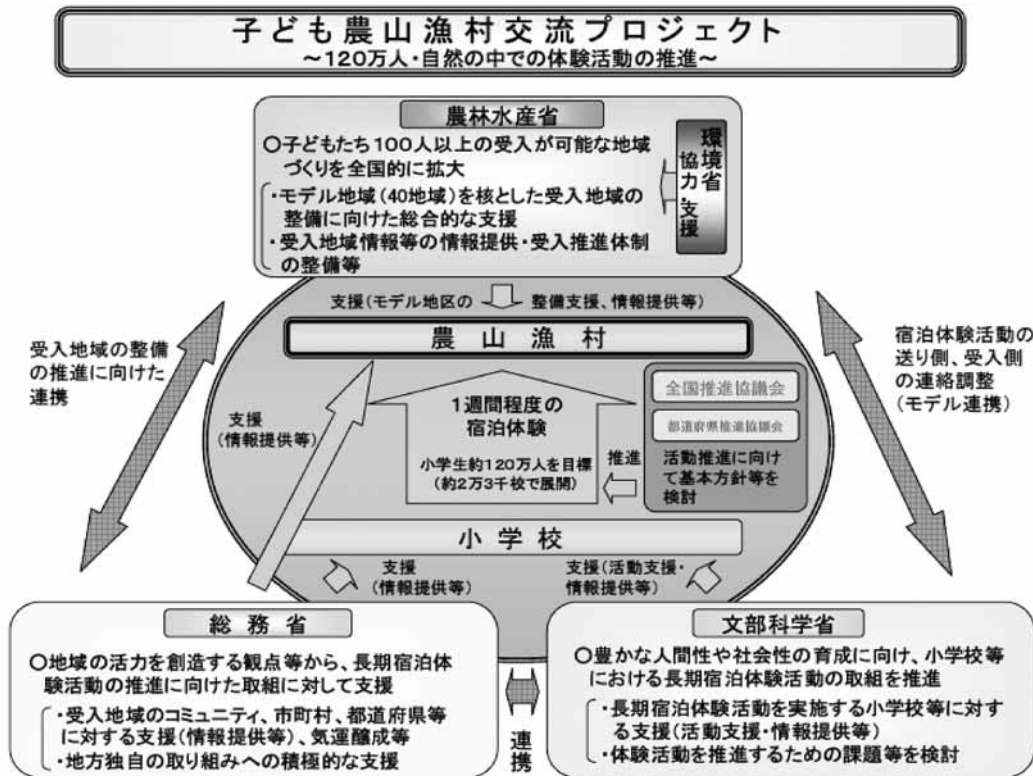 子ども農山漁村交流プロジェクト
～120万人・自然の中での体験活動の推進～
農林水産省
○子どもたち100人以上の受入が可能な地域
づくりを全国的に拡大
・モデル地域(40地域)を核とした受入地域の
整備に向けた総合的な支援
・受入地域情報等の情報提供・受入推進体制
の整備等
環境省
協力・支援
支援(モデル地区の
整備支援、情報提供等)
農山漁村
受入地域の整備
の推進に向けた
連携
宿泊体験活動の
送り側、受入側
の連絡調整
(モデル連携)
支援
(情報提供等)
1週間程度の
宿泊体験
小学生約120万人を目標
(約2万3千校で展開)
全国推進協議会
都道府県推進協議会
活動推進に向け
て基本方針等を
検討
推進
小学校
支援
(情報提供等)
支援(活動支援・
情報提供等)
総務省
○地域の活力を創造する観点等から、長期宿泊体
験活動の推進に向けた取組に対して支援
・受入地域のコミュニティ、市町村、都道府県等
に対する支援(情報提供等)、気運醸成等
・地方独自の取り組みへの積極的な支援
連携
文部科学省
○豊かな人間性や社会性の育成に向け、小学校等
における長期宿泊体験活動の取組を推進
・長期宿泊体験活動を実施する小学校等に対す
る支援(活動支援・情報提供等)
・体験活動を推進するための課題等を検討